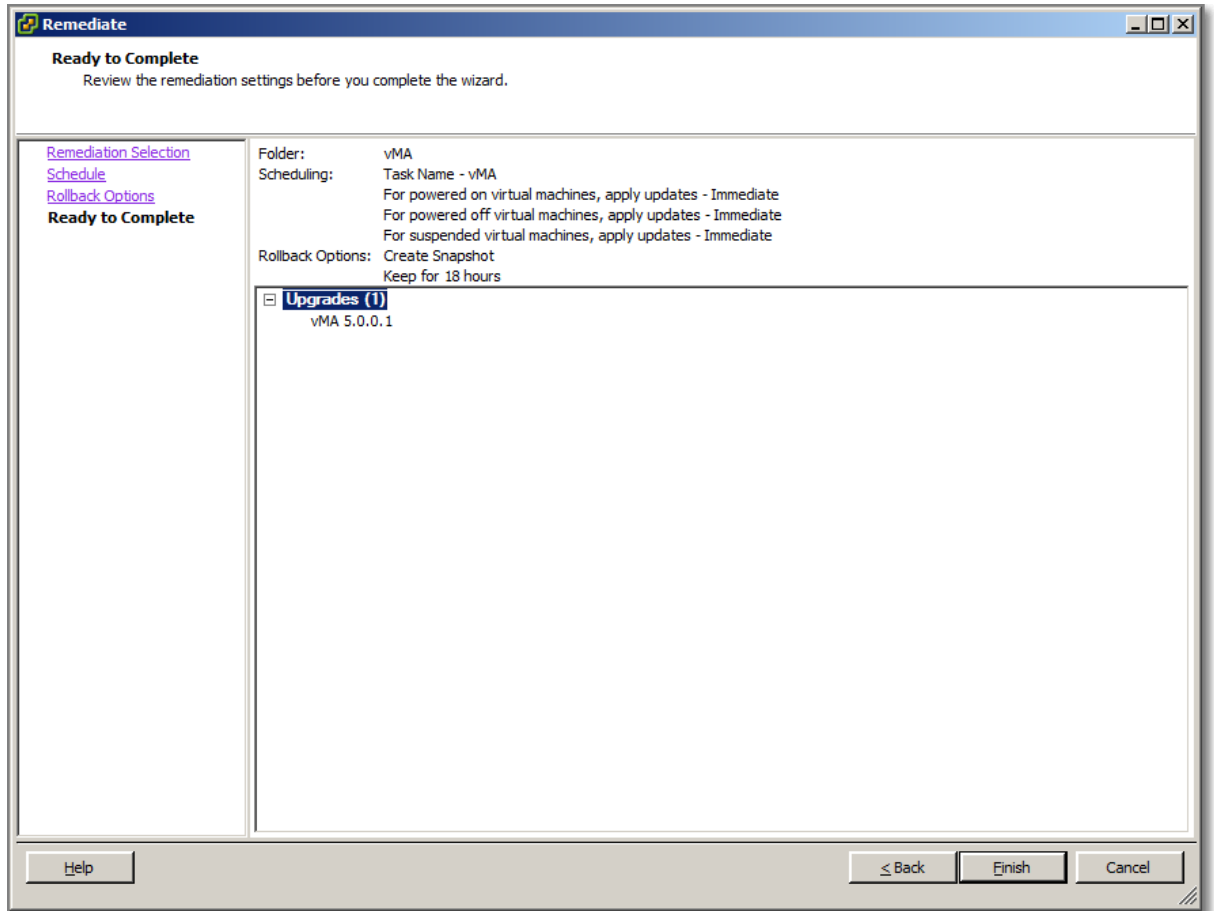 Remediate
Ready to Complete
Review the remediation settings before you complete the wizard.
Remediation Selection
Schedule
Rollback Options
Ready to Complete
Folder: vMA
Scheduling: Task Name - vMA
For powered on virtual machines, apply updates - Immediate
For powered off virtual machines, apply updates - Immediate
For suspended virtual machines, apply updates - Immediate
Rollback Options: Create Snapshot
Keep for 18 hours
Upgrades (1)
vMA 5.0.0.1
Help
< Back
Finish
Cancel